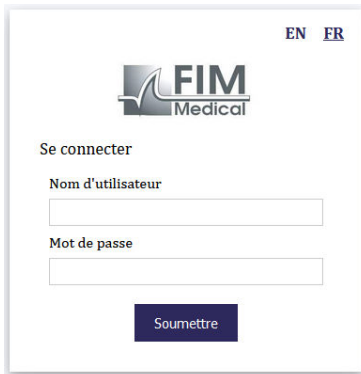 EN FR
FIM
Medical
Se connecter
Nom d'utilisateur
Mot de passe
Soumettre